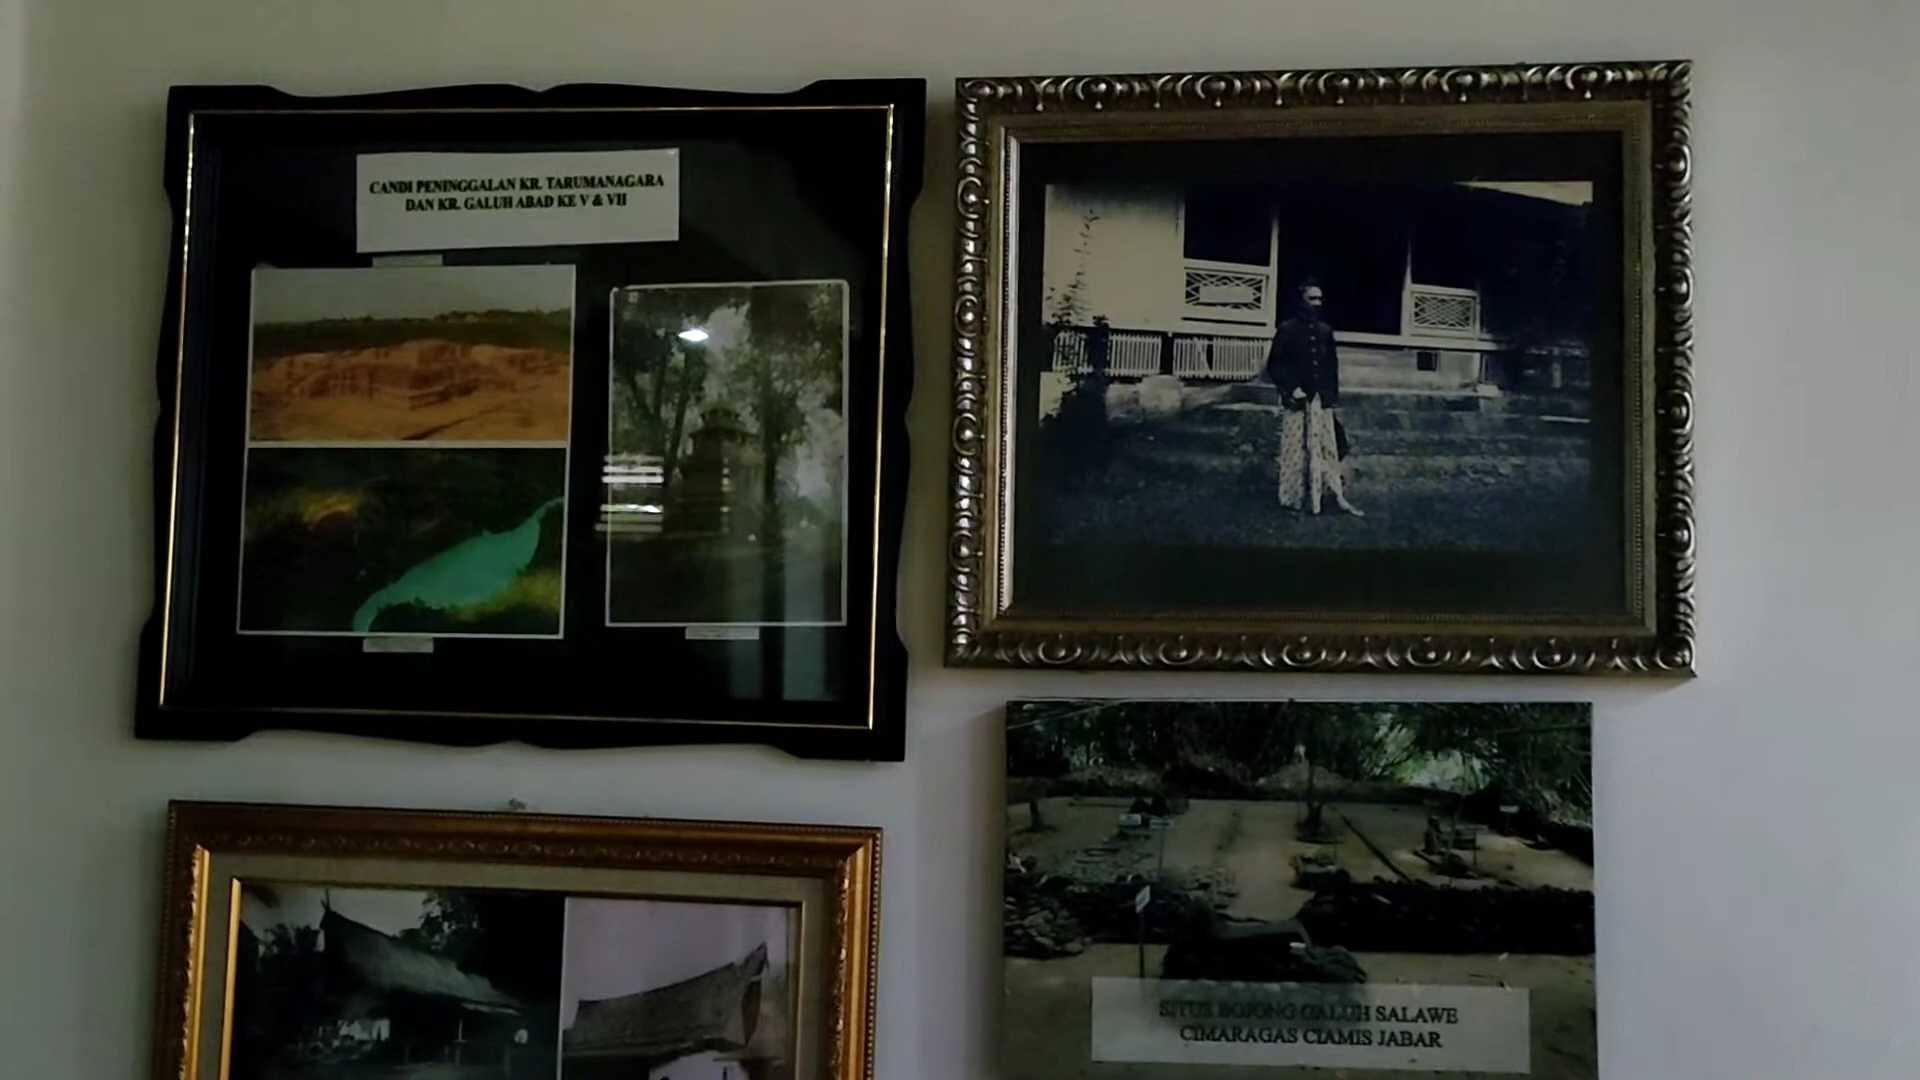 CANDI PENINGGALAN KR. TARUMANAGARA
DAN KR. GALUH ABAD KE V & VII
SITUS BOJONG GALUH SALAWE
CIMARAGAS CIAMIS JABAR